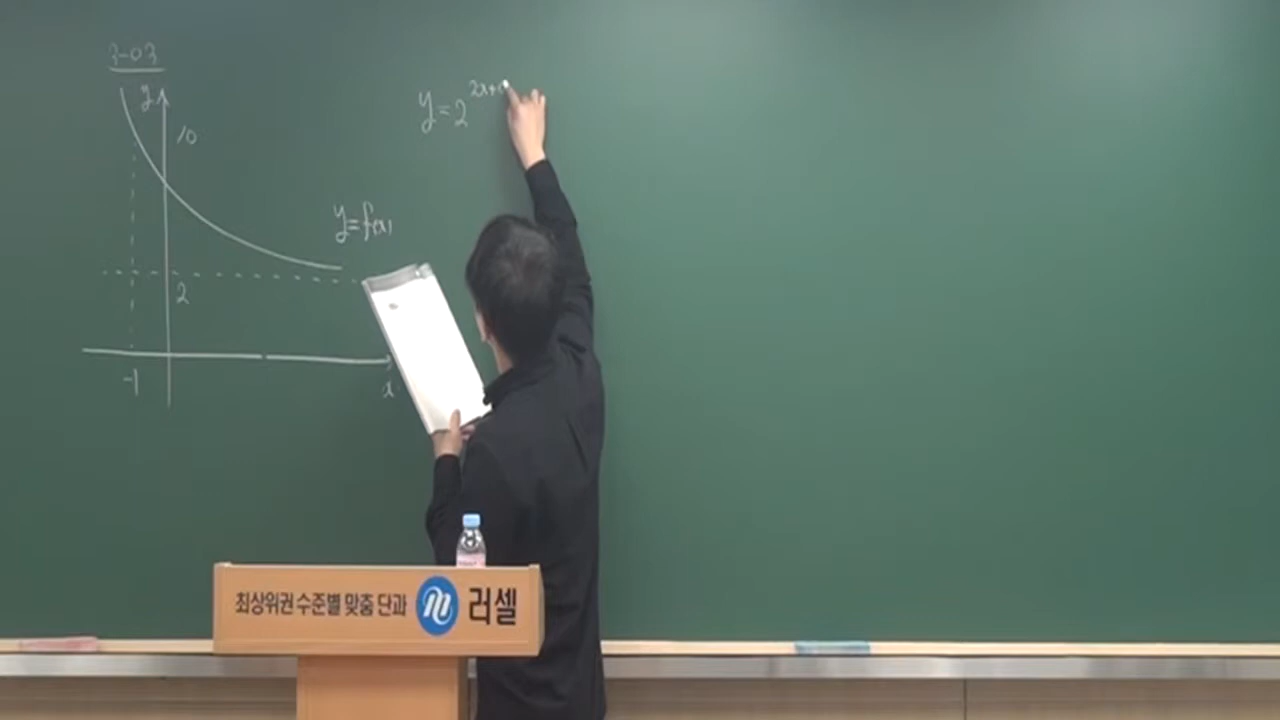 3-03
y
10
y=f(x)
2
-1
x
y=2^{2x+
최상위권 수준별 맞춤 단과 러셀